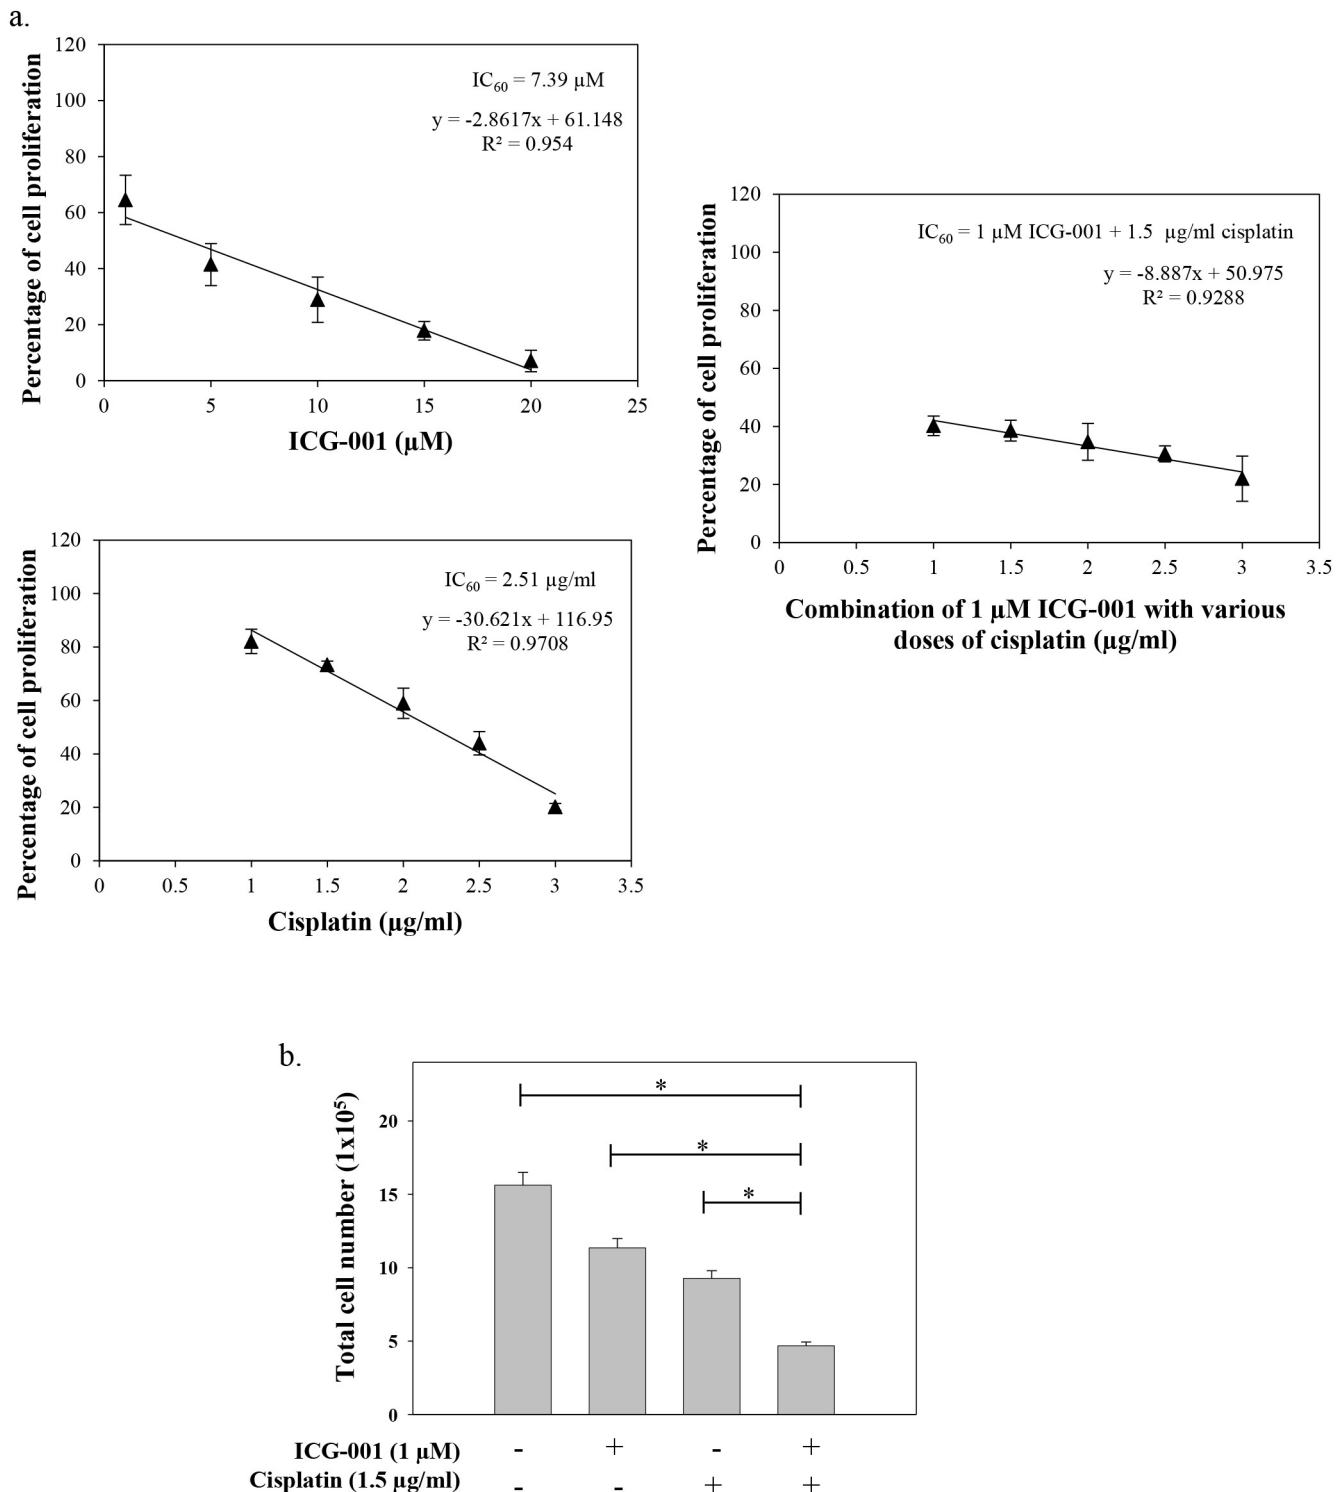 a.
Percentage of cell proliferation
120
100
80
60
40
20
0
IC60 = 7.39 µM
y = -2.8617x + 61.148
R² = 0.954
0 5 10 15 20 25
ICG-001 (µM)
Percentage of cell proliferation
120
100
80
60
40
20
0
IC60 = 1 µM ICG-001 + 1.5 µg/ml cisplatin
y = -8.887x + 50.975
R² = 0.9288
0 0.5 1 1.5 2 2.5 3 3.5
Combination of 1 µM ICG-001 with various
doses of cisplatin (µg/ml)
Percentage of cell proliferation
120
100
80
60
40
20
0
IC60 = 2.51 µg/ml
y = -30.621x + 116.95
R² = 0.9708
0 0.5 1 1.5 2 2.5 3 3.5
Cisplatin (µg/ml)
b.
Total cell number (1x10⁵)
20
15
10
5
0
*
*
*
ICG-001 (1 µM) - + - +
Cisplatin (1.5 µg/ml) - - + +